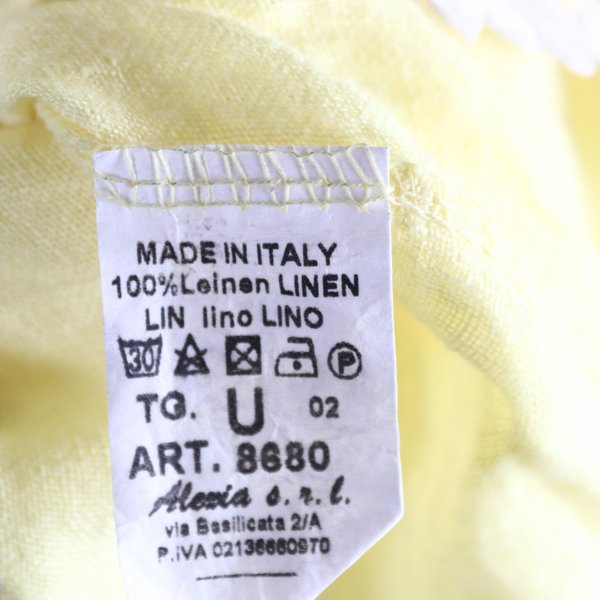 MADE IN ITALY
100%Leinen LINEN
LIN lino LINO
30 P
TG. U 02
ART. 8680
Alexia s.r.l.
via Basilicata 2/A
P.IVA 02136660970